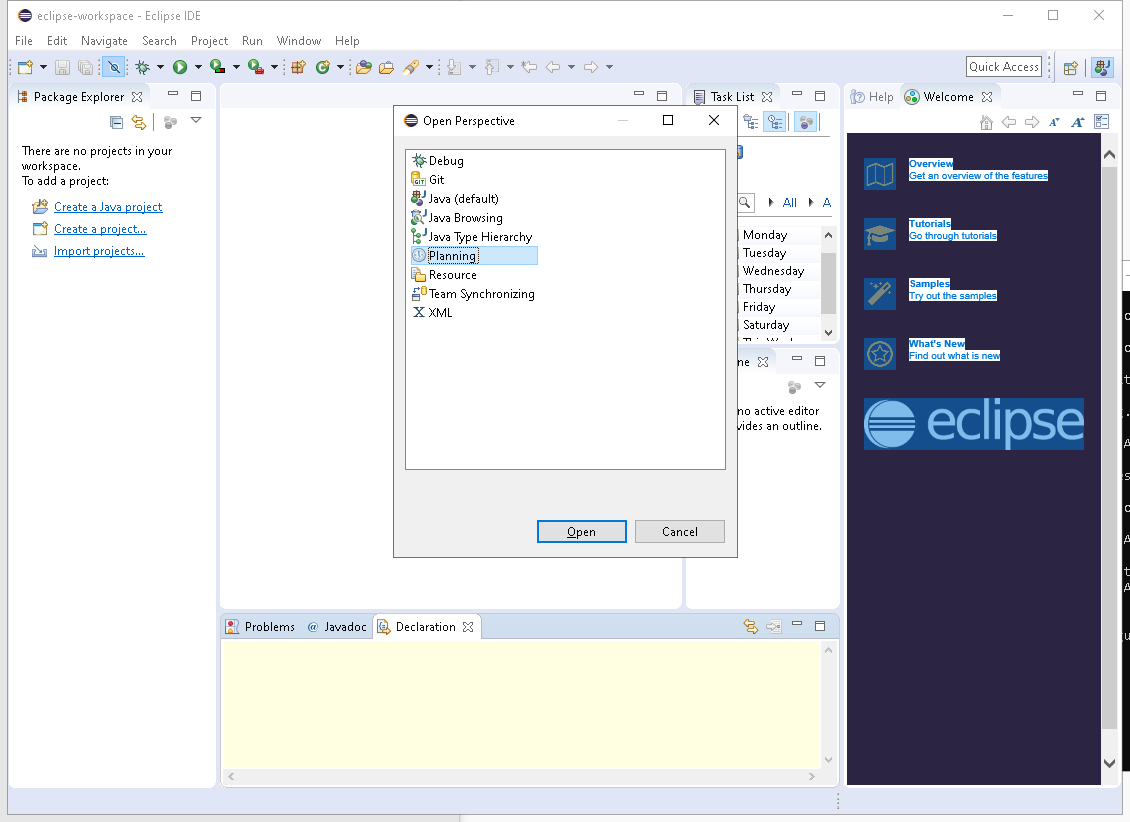 eclipse-workspace - Eclipse IDE
File Edit Navigate Search Project Run Window Help
Quick Access
Package Explorer
There are no projects in your
workspace.
To add a project:
Create a Java project
Create a project...
Import projects...
Open Perspective
Debug
GIT Git
Java (default)
Java Browsing
Java Type Hierarchy
Planning
Resource
Team Synchronizing
X XML
Open Cancel
Task List
All A
Monday
Tuesday
Wednesday
Thursday
Friday
Saturday
ne
no active editor
vides an outline.
Help Welcome
Overview
Get an overview of the features
Tutorials
Go through tutorials
Samples
Try out the samples
What's New
Find out what is new
eclipse
Problems @ Javadoc Declaration